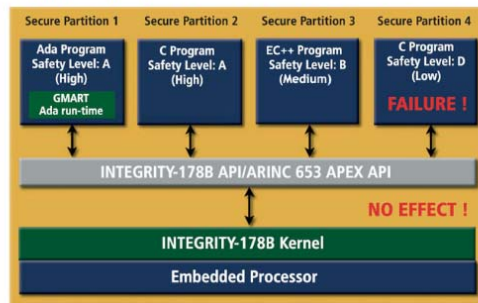 Secure Partition 1 Secure Partition 2 Secure Partition 3 Secure Partition 4
Ada Program
Safety Level: A
(High)
GMART
Ada run-time
C Program
Safety Level: A
(High)
EC++ Program
Safety Level: B
(Medium)
C Program
Safety Level: D
(Low)
FAILURE !
INTEGRITY-178B API/ARINC 653 APEX API
NO EFFECT !
INTEGRITY-178B Kernel
Embedded Processor